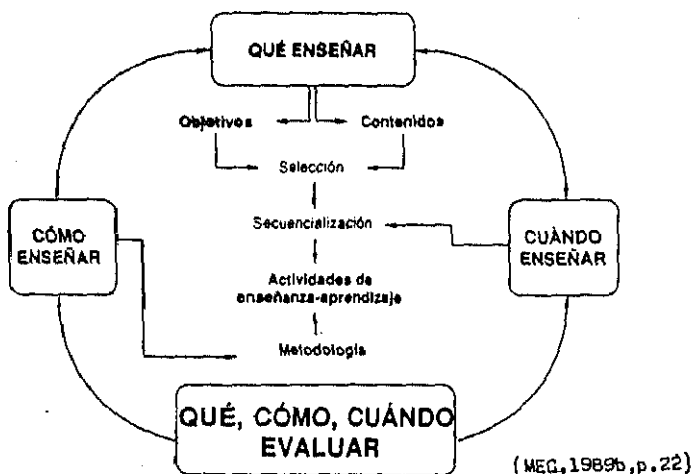 QUÉ ENSEÑAR
Objetivos
Contenidos
Selección
Secuencialización
CÓMO
ENSEÑAR
CUÀNDO
ENSEÑAR
Actividades de
enseñanza-aprendizaje
Metodología
QUÉ, CÓMO, CUÁNDO
EVALUAR
(MEC,1989b,p.22)